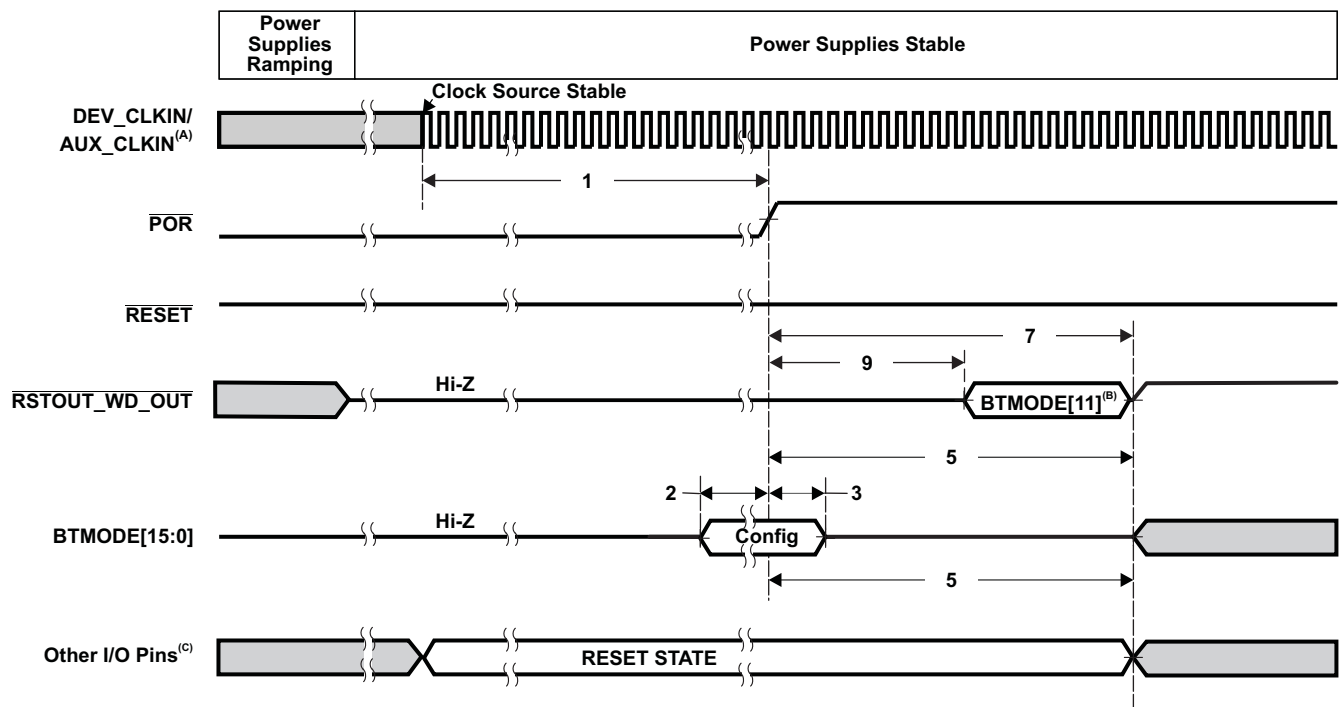 Power
Supplies
Ramping
Power Supplies Stable
Clock Source Stable
DEV_CLKIN/
AUX_CLKIN(A)
1
POR
RESET
7
9
RSTOUT_WD_OUT
Hi-Z
BTMODE[11](B)
5
2
3
BTMODE[15:0]
Hi-Z
Config
5
Other I/O Pins(C)
RESET STATE